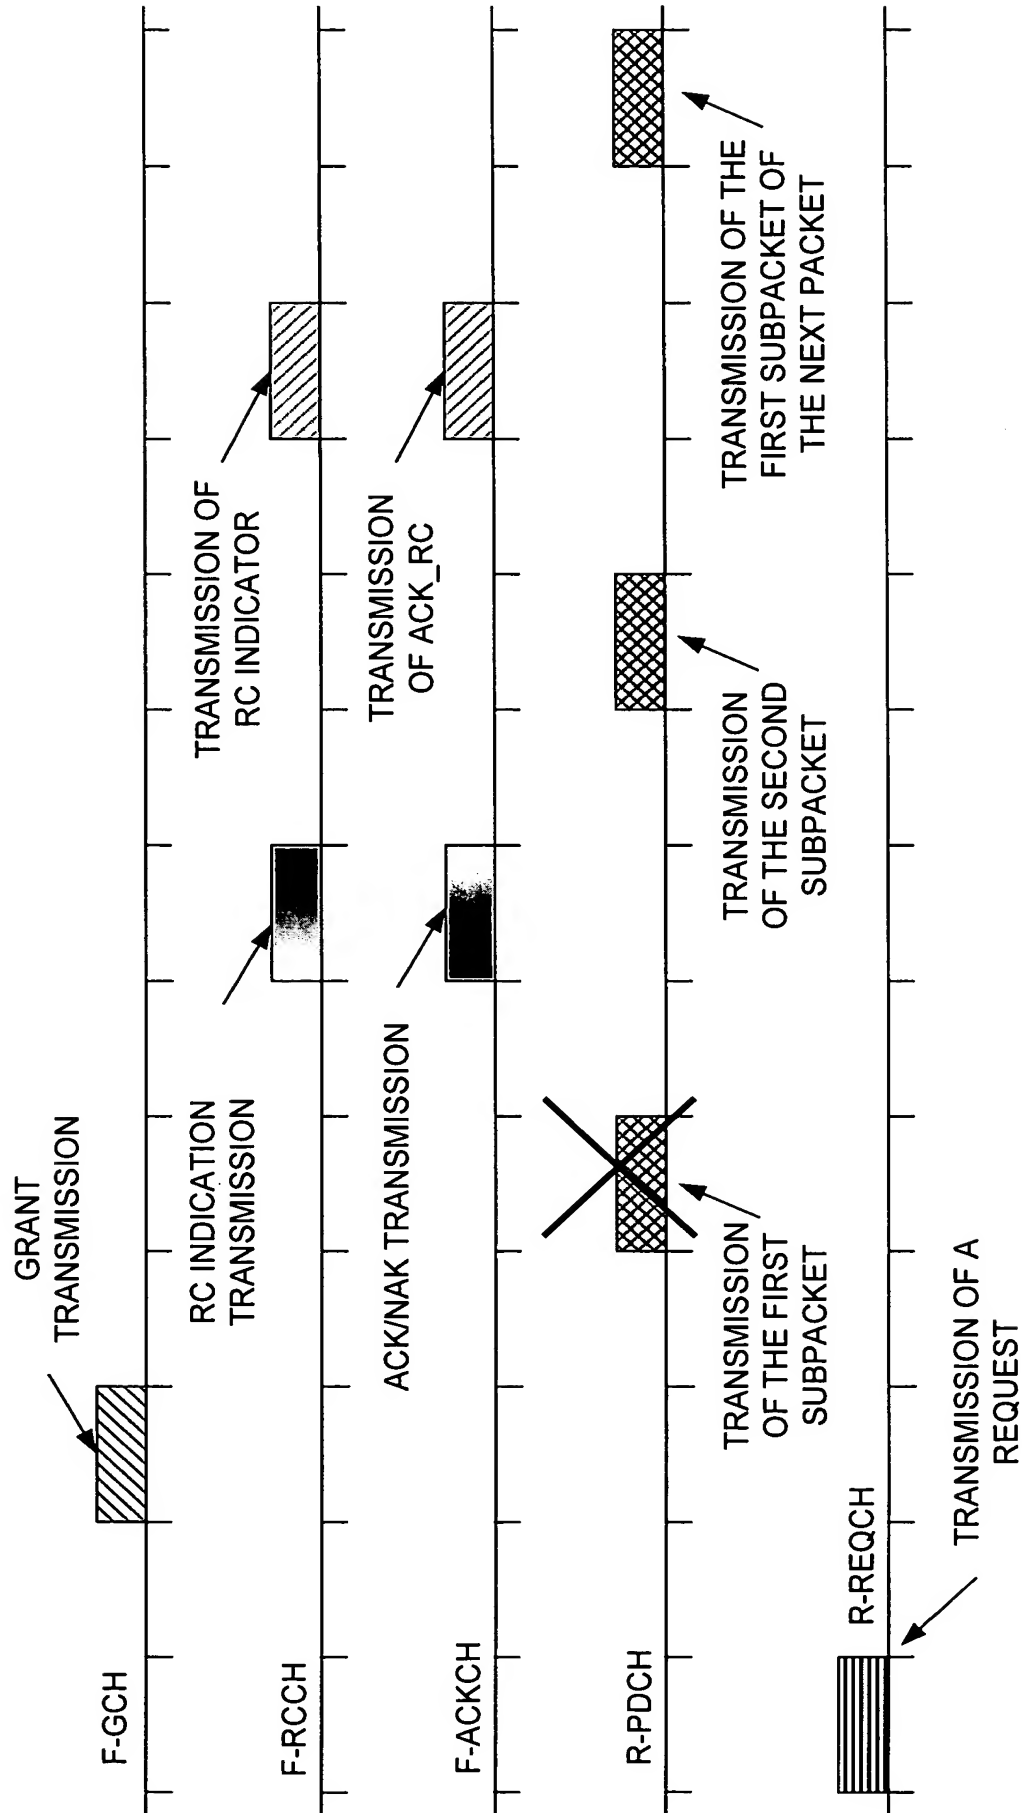 GRANT
TRANSMISSION
F-GCH
TRANSMISSION OF
RC INDICATOR
RC INDICATION
TRANSMISSION
F-RCCH
TRANSMISSION
OF ACK_RC
ACK/NAK TRANSMISSION
F-ACKCH
R-PDCH
TRANSMISSION
OF THE FIRST
SUBPACKET
TRANSMISSION
OF THE SECOND
SUBPACKET
TRANSMISSION OF THE
FIRST SUBPACKET OF
THE NEXT PACKET
R-REQCH
TRANSMISSION OF A
REQUEST